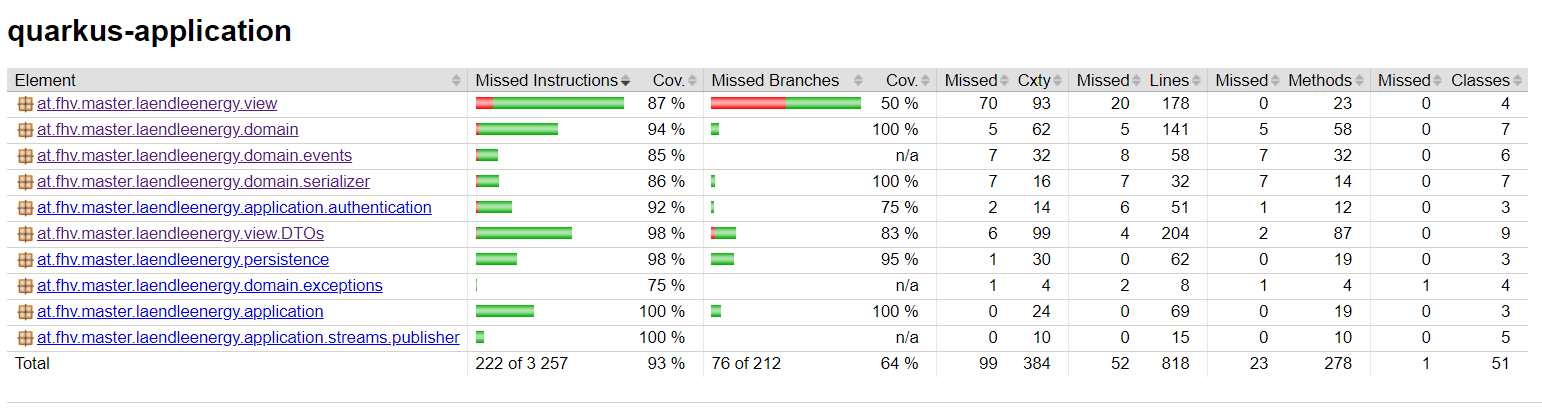 quarkus-application
Element Missed Instructions Cov. Missed Branches Cov. Missed Cxty Missed Lines Missed Methods Missed Classes
at.fhv.master.laendleenergy.view 87 % 50 % 70 93 20 178 0 23 0 4
at.fhv.master.laendleenergy.domain 94 % 100 % 5 62 5 141 5 58 0 7
at.fhv.master.laendleenergy.domain.events 85 % n/a 7 32 8 58 7 32 0 6
at.fhv.master.laendleenergy.domain.serializer 86 % 100 % 7 16 7 32 7 14 0 7
at.fhv.master.laendleenergy.application.authentication 92 % 75 % 2 14 6 51 1 12 0 3
at.fhv.master.laendleenergy.view.DTOs 98 % 83 % 6 99 4 204 2 87 0 9
at.fhv.master.laendleenergy.persistence 98 % 95 % 1 30 0 62 0 19 0 3
at.fhv.master.laendleenergy.domain.exceptions 75 % n/a 1 4 2 8 1 4 1 4
at.fhv.master.laendleenergy.application 100 % 100 % 0 24 0 69 0 19 0 3
at.fhv.master.laendleenergy.application.streams.publisher 100 % n/a 0 10 0 15 0 10 0 5
Total 222 of 3 257 93 % 76 of 212 64 % 99 384 52 818 23 278 1 51